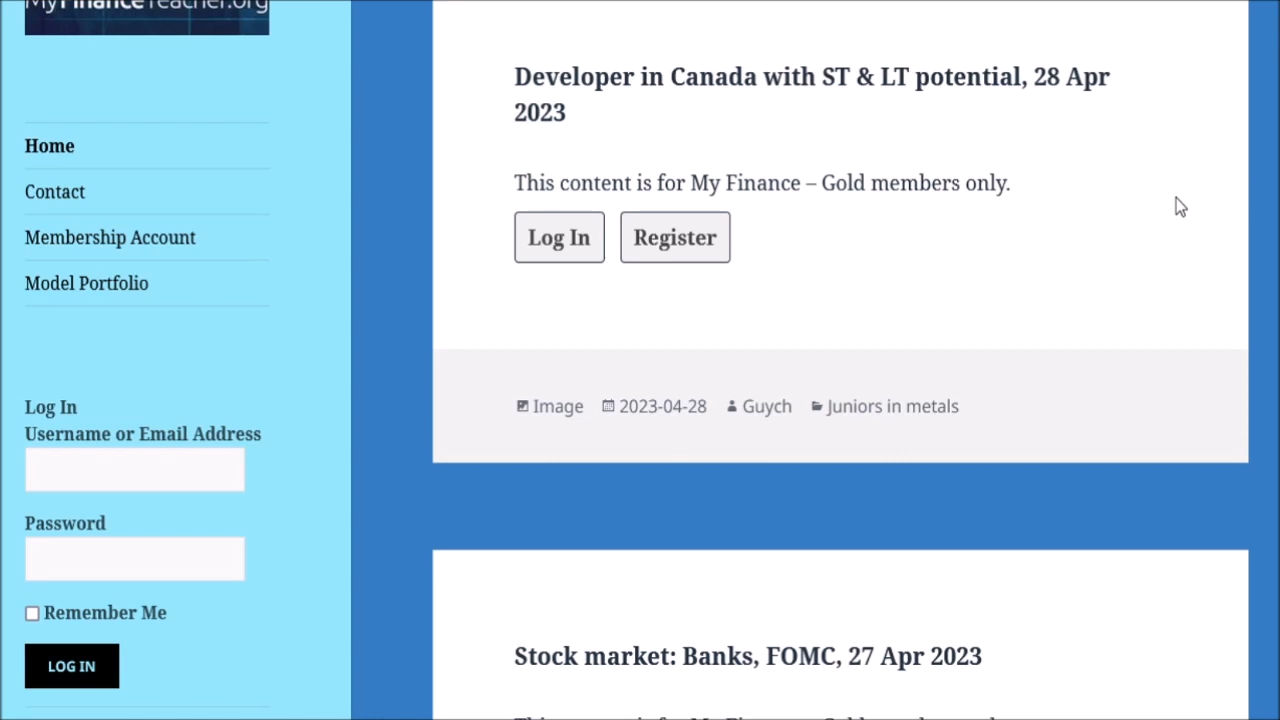 MyFinanceTeacher.org
Home
Contact
Membership Account
Model Portfolio
Log In
Username or Email Address
Password
Remember Me
LOG IN
Developer in Canada with ST & LT potential, 28 Apr
2023
This content is for My Finance – Gold members only.
Log In Register
Image 2023-04-28 Guych Juniors in metals
Stock market: Banks, FOMC, 27 Apr 2023